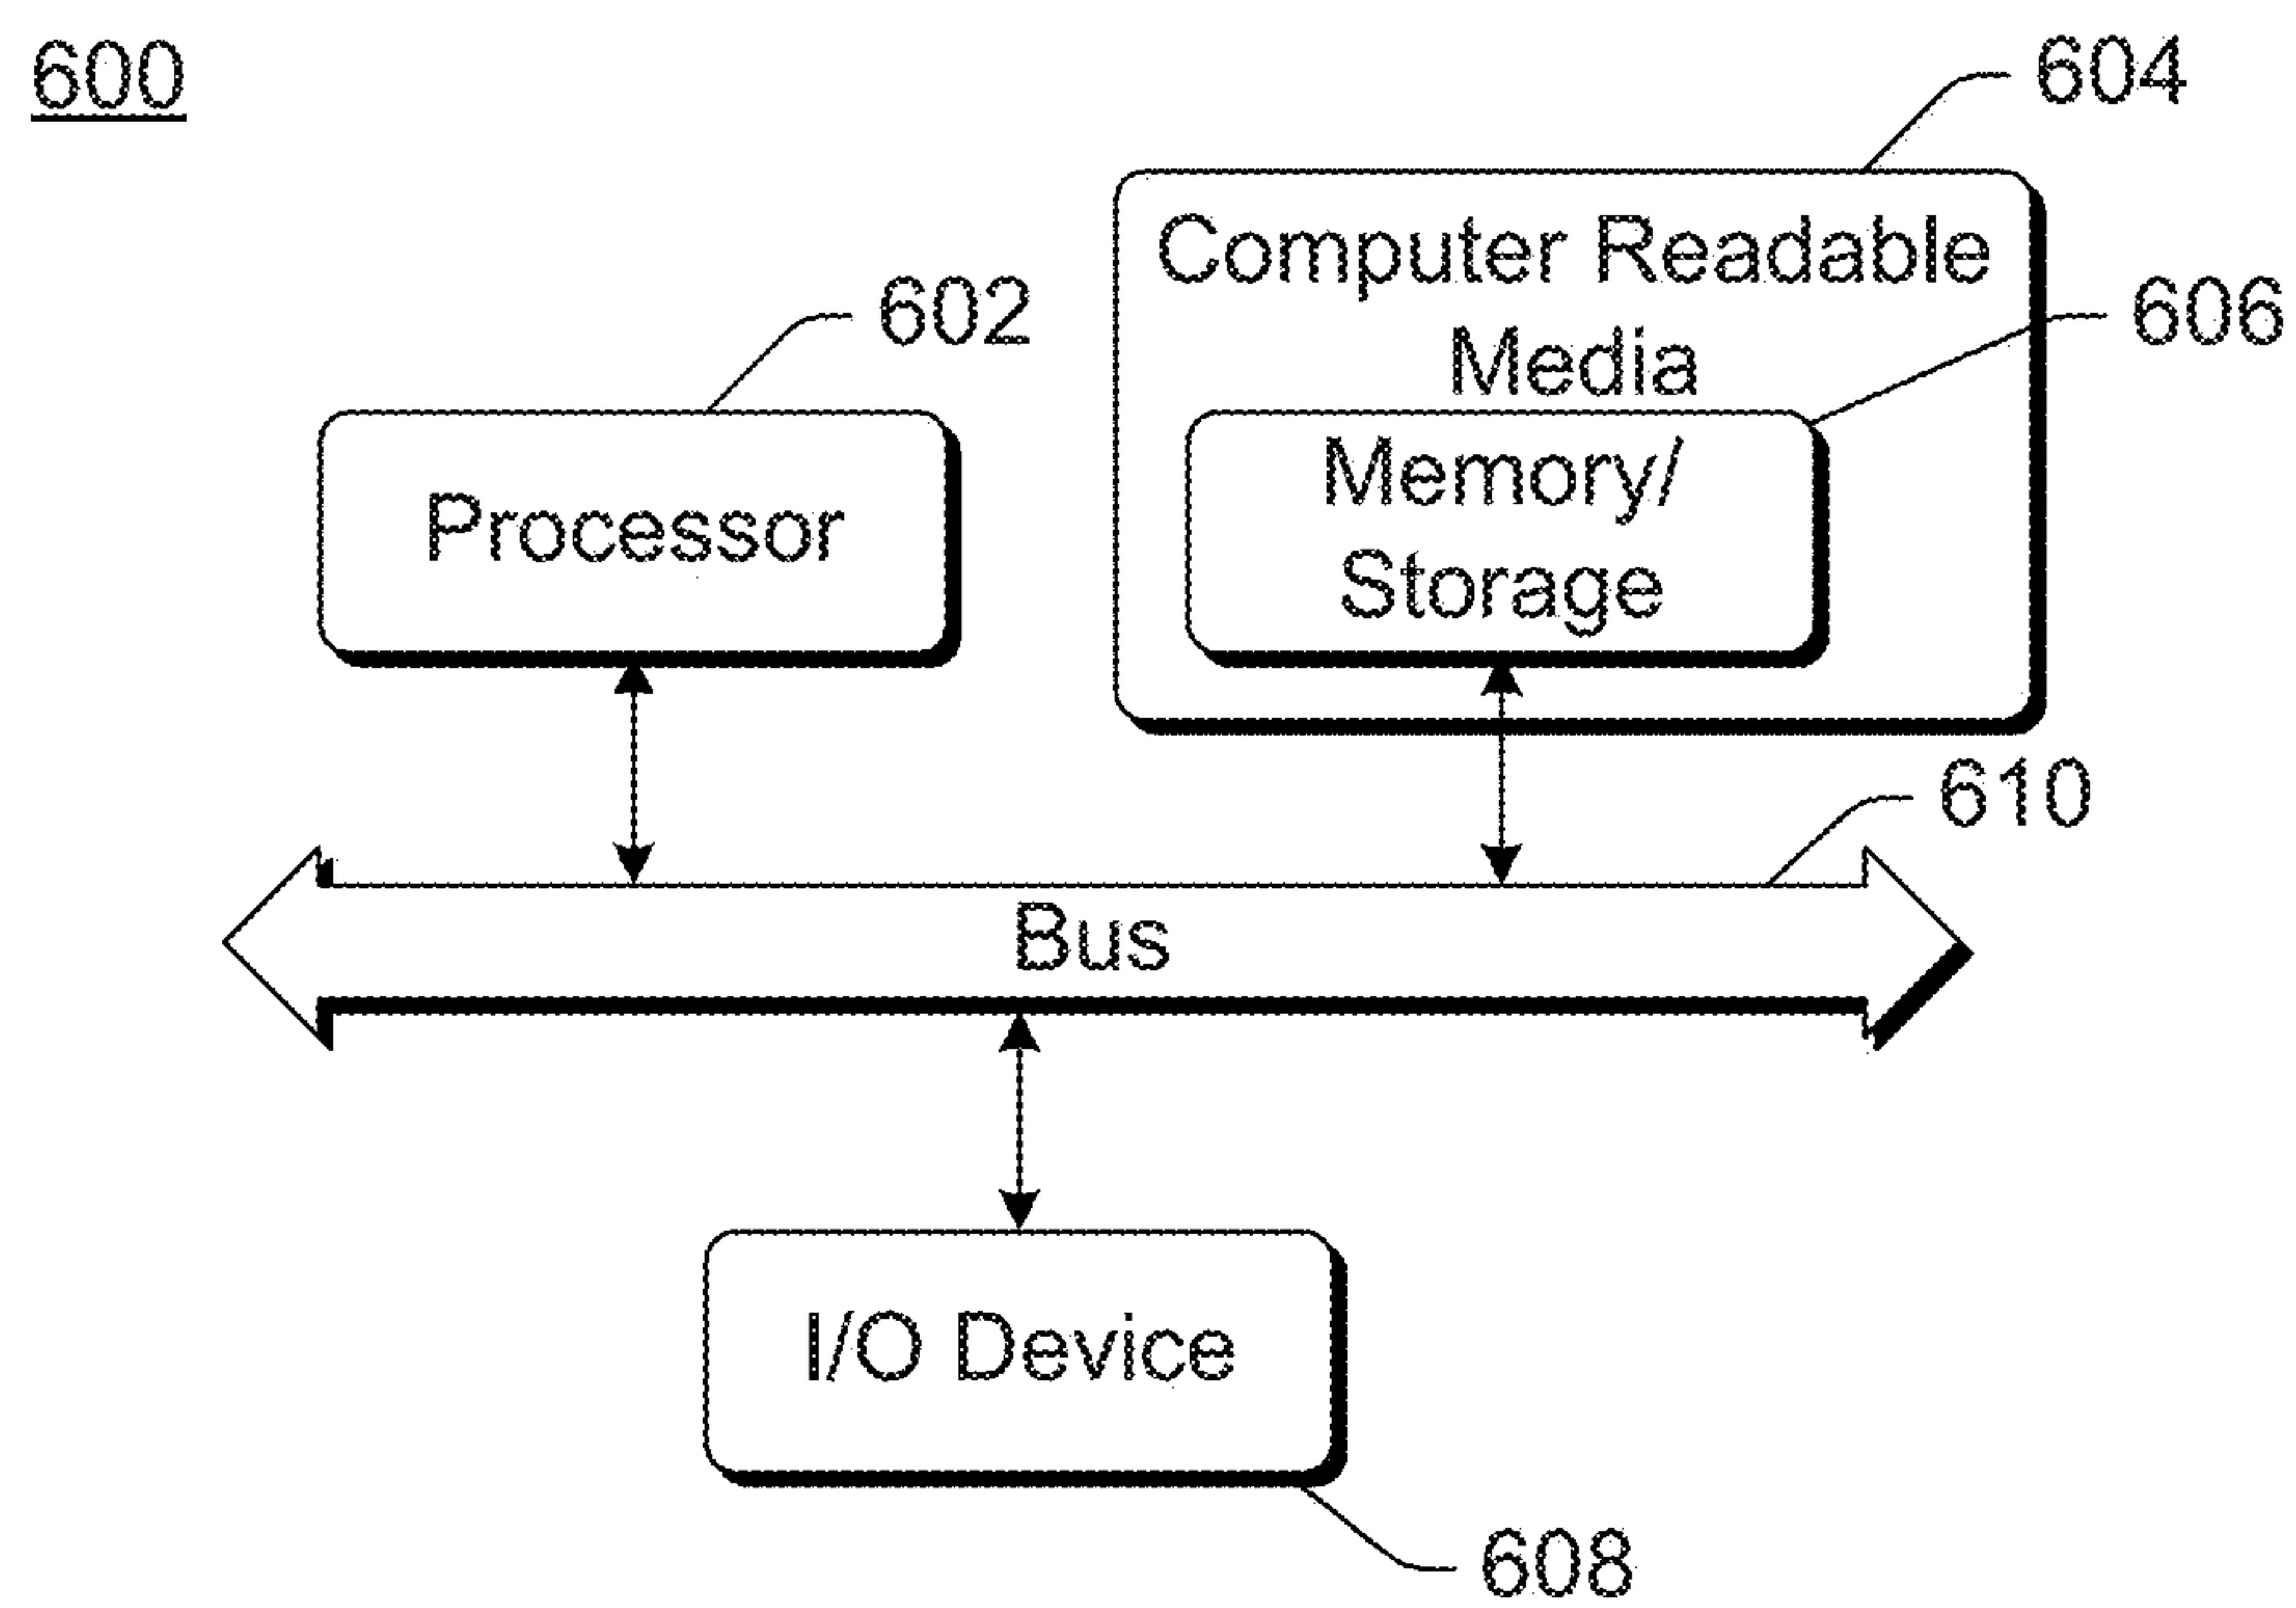 600
604
Computer Readable
Media
606
602
Memory/
Storage
Processor
610
Bus
I/O Device
608